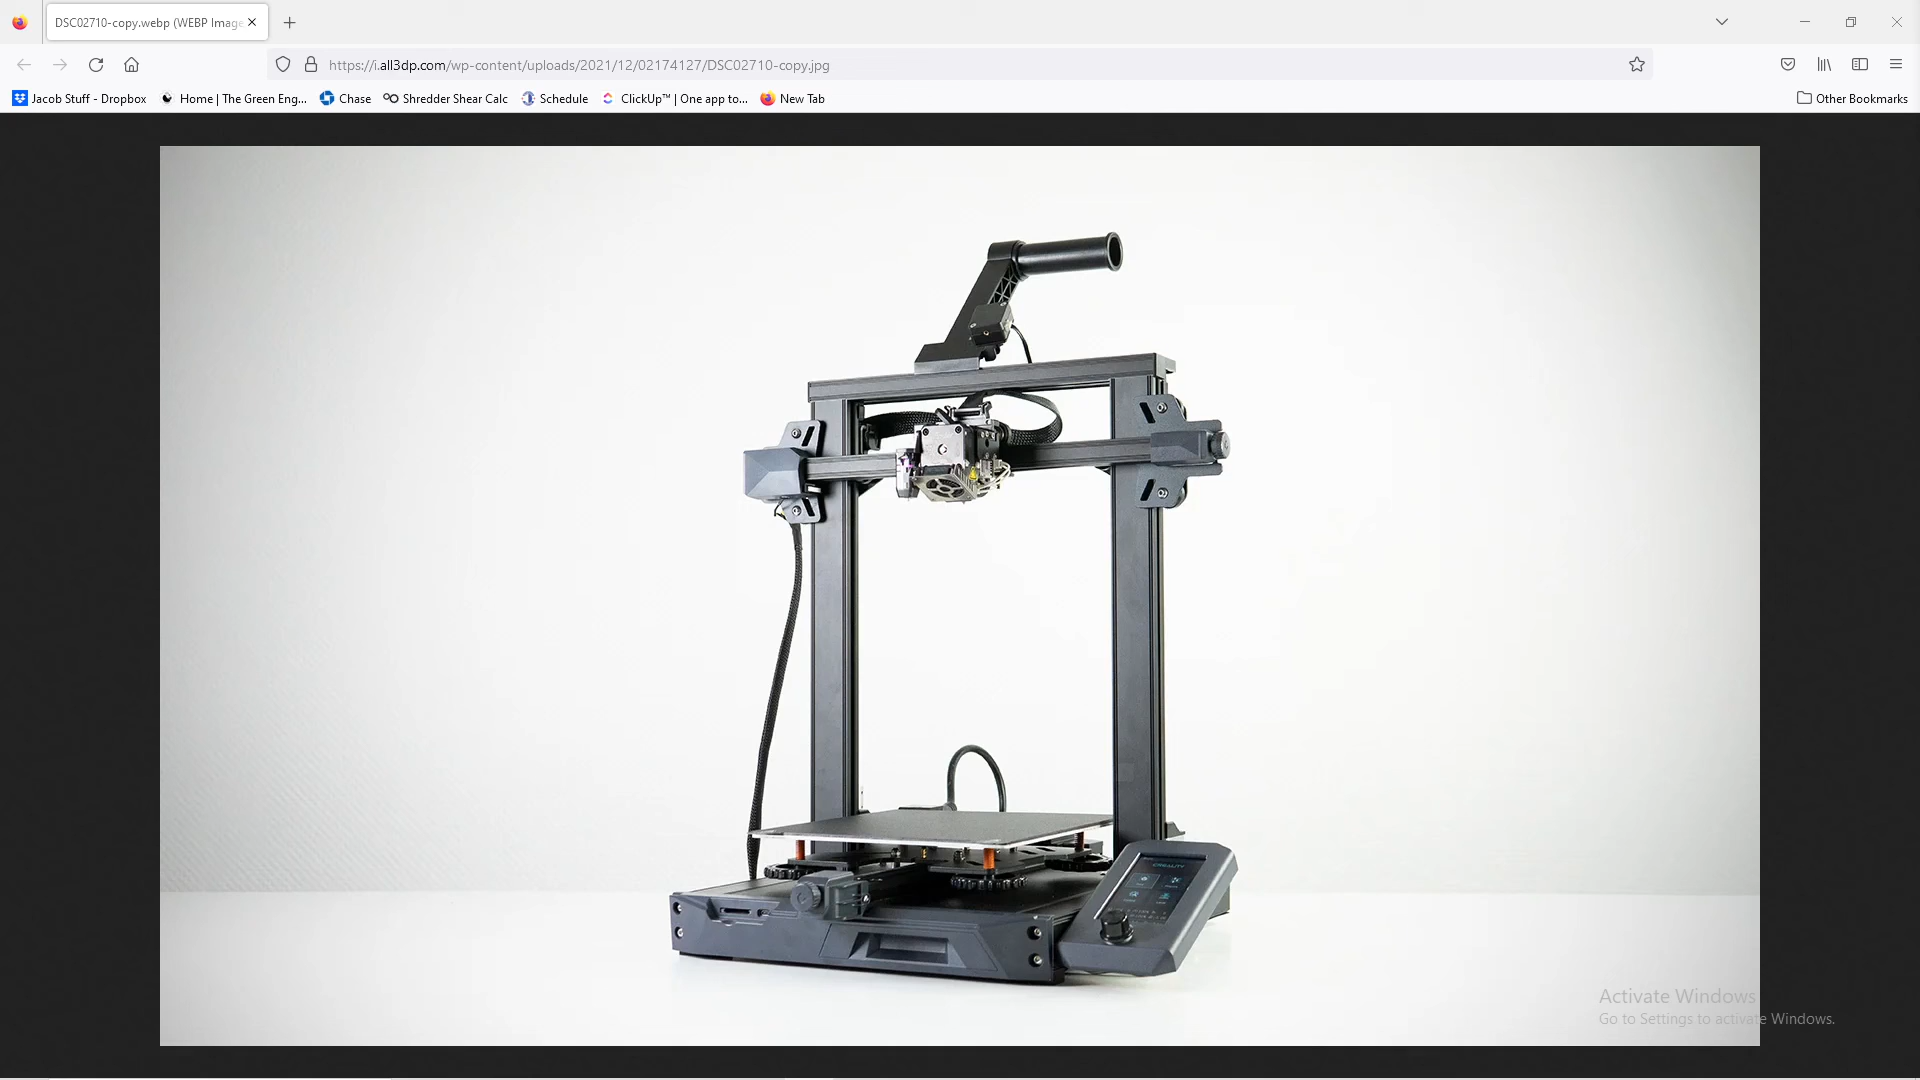 DSC02710-copy.webp (WEBP Image
https://i.all3dp.com/wp-content/uploads/2021/12/02174127/DSC02710-copy.jpg
Jacob Stuff - Dropbox
Home | The Green Eng...
Chase
Shredder Shear Calc
Schedule
ClickUp™ | One app to...
New Tab
Other Bookmarks
CREALITY
Activate Windows
Go to Settings to activate Windows.